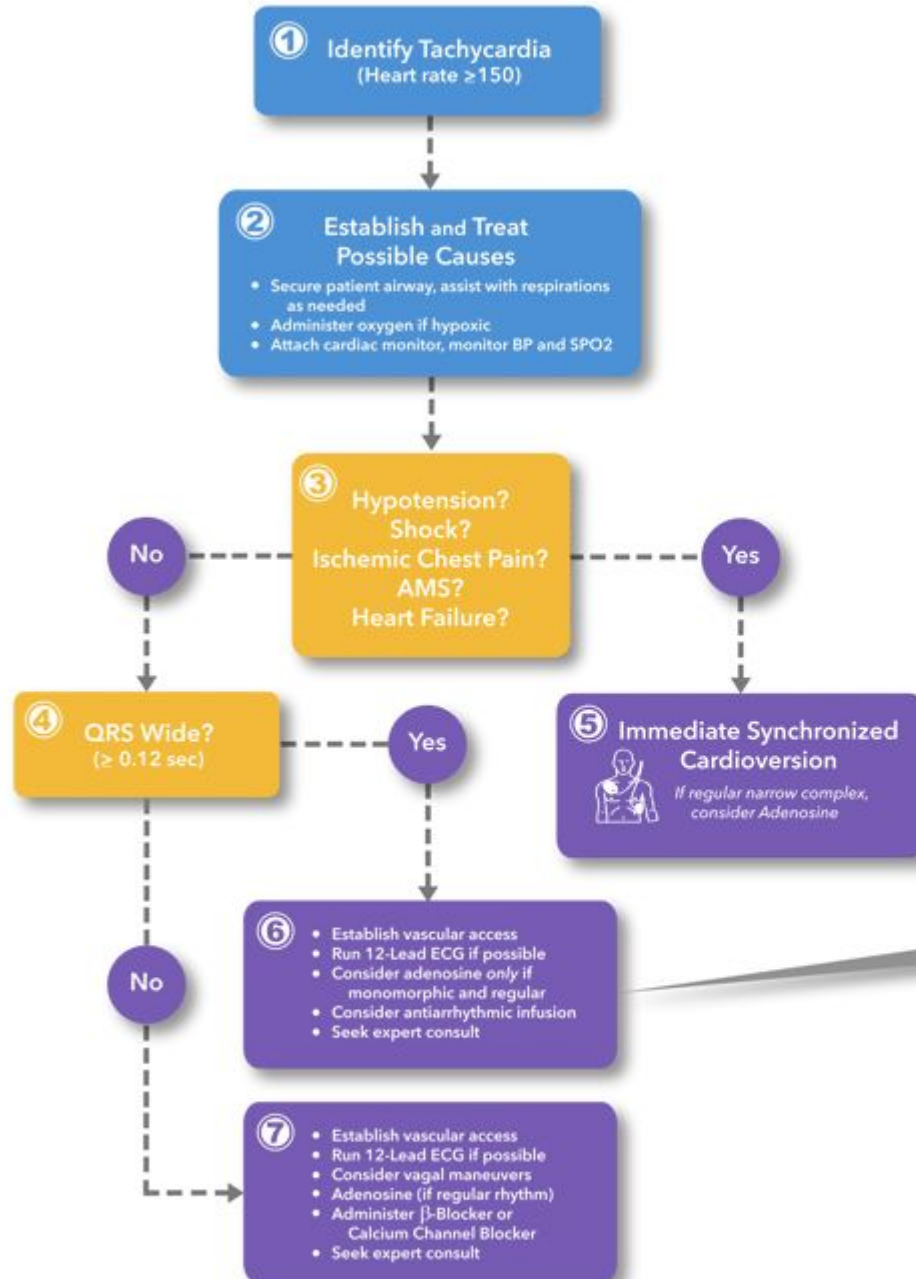 1
Identify Tachycardia
(Heart rate ≥150)
2
Establish and Treat
Possible Causes
• Secure patient airway, assist with respirations
as needed
• Administer oxygen if hypoxic
• Attach cardiac monitor, monitor BP and SPO2
3
Hypotension?
Shock?
Ischemic Chest Pain?
AMS?
Heart Failure?
No
Yes
4
QRS Wide?
(≥ 0.12 sec)
Yes
5
Immediate Synchronized
Cardioversion
If regular narrow complex,
consider Adenosine
6
• Establish vascular access
• Run 12-Lead ECG if possible
• Consider adenosine only if
monomorphic and regular
• Consider antiarrhythmic infusion
• Seek expert consult
No
7
• Establish vascular access
• Run 12-Lead ECG if possible
• Consider vagal maneuvers
• Adenosine (if regular rhythm)
• Administer β-Blocker or
Calcium Channel Blocker
• Seek expert consult